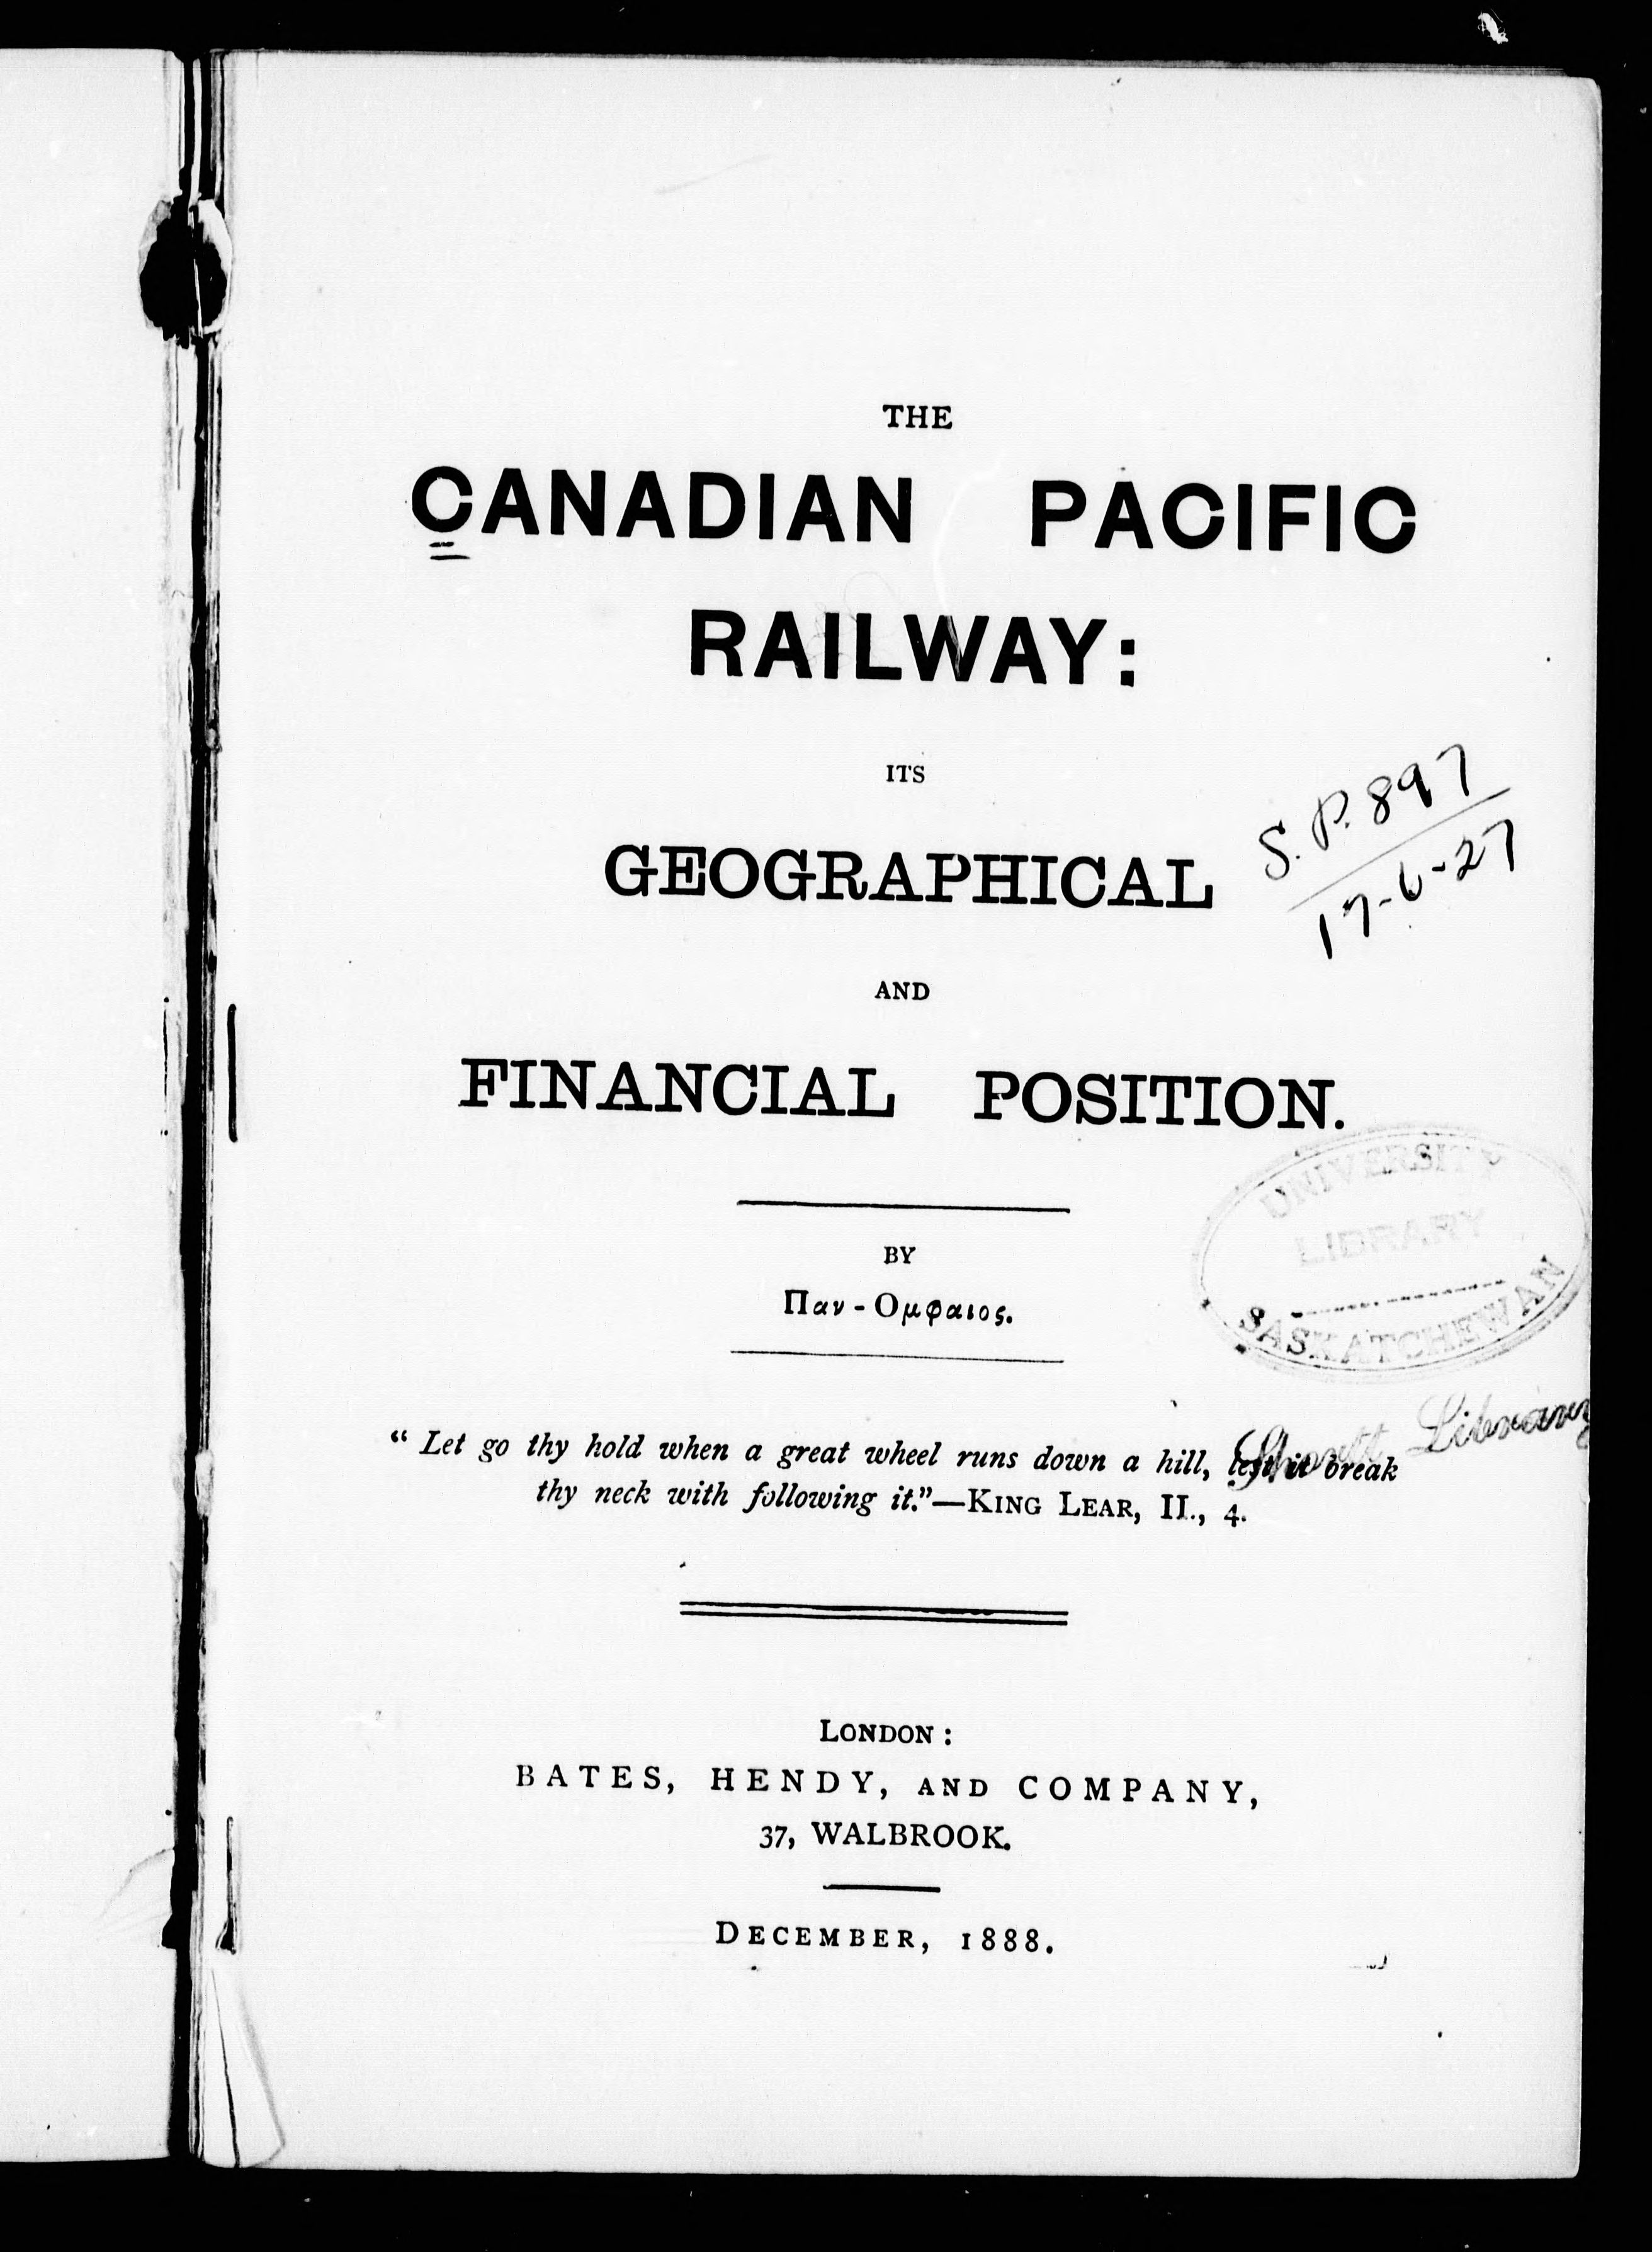 THE
CANADIAN PACIFIC
RAILWAY:
ITS
GEOGRAPHICAL
S.P. 897
17-6-27
AND
FINANCIAL POSITION.
UNIVERSITY
LIBRARY
SASKATCHEWAN
BY
Παν-Ομφαιος.
Shortt Library
“Let go thy hold when a great wheel runs down a hill, lest it break
thy neck with following it.”—KING LEAR, II., 4.
LONDON:
BATES, HENDY, AND COMPANY,
37, WALBROOK.
DECEMBER, 1888.